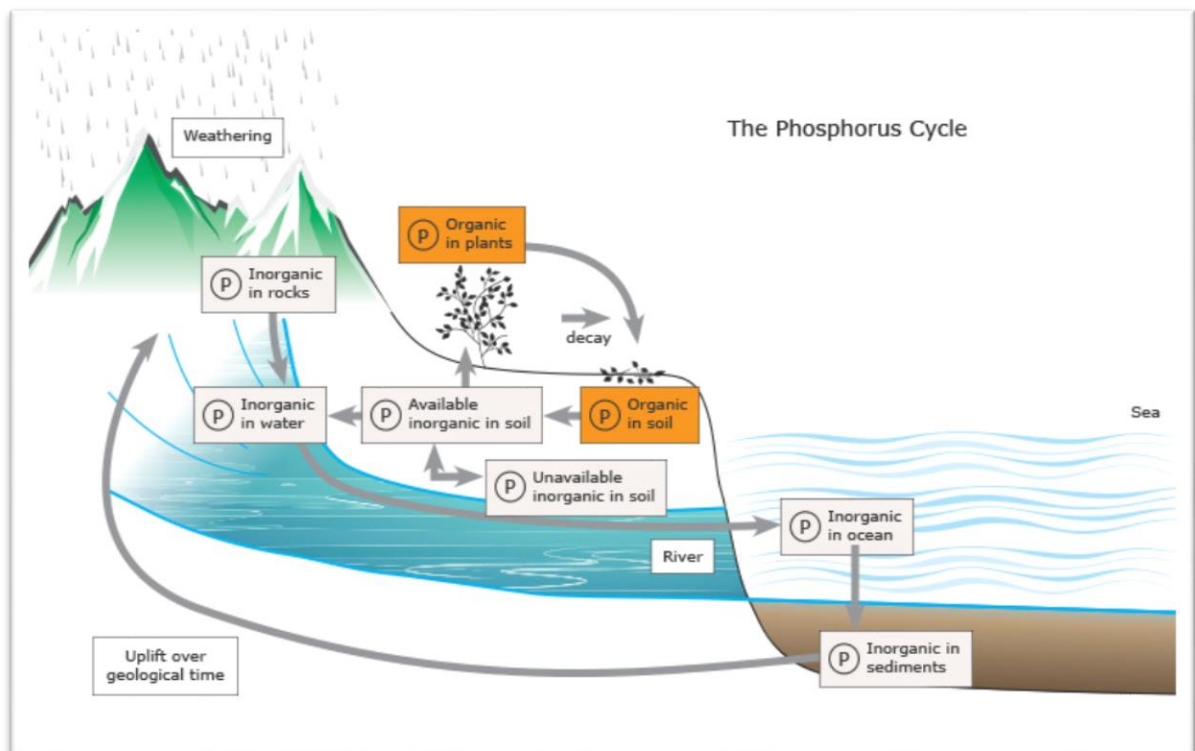 The Phosphorus Cycle
Weathering
P Organic
in plants
P Inorganic
in rocks
decay
P Inorganic
in water
P Available
inorganic in soil
P Organic
in soil
Sea
P Unavailable
inorganic in soil
P Inorganic
in ocean
River
Uplift over
geological time
P Inorganic in
sediments